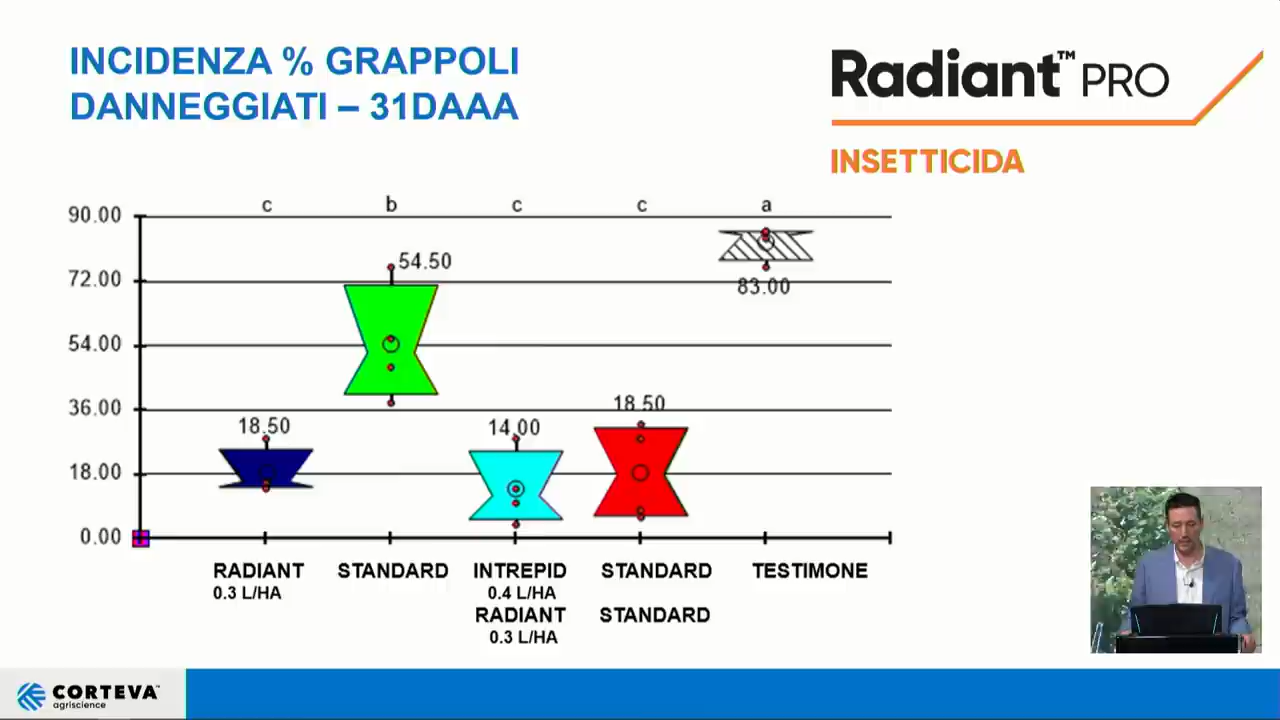 INCIDENZA % GRAPPOLI
DANNEGGIATI – 31DAAA
Radiant™ PRO
INSETTICIDA
c b c c a
90.00
72.00
54.00
36.00
18.00
0.00
18.50
54.50
14.00
18.50
83.00
RADIANT
0.3 L/HA
STANDARD
INTREPID
0.4 L/HA
RADIANT
0.3 L/HA
STANDARD
STANDARD
TESTIMONE
CORTEVA™
agriscience